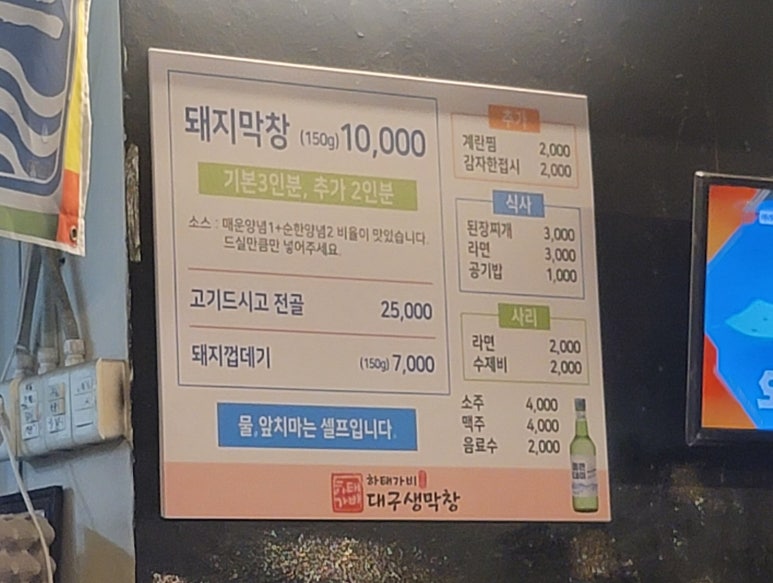 돼지막창 (150g) 10,000
기본3인분, 추가 2인분
소스 : 매운양념1+순한양념2 비율이 맛있습니다.
드실만큼만 넣어주세요.
고기드시고 전골 25,000
돼지껍데기 (150g) 7,000
물,앞치마는 셀프입니다.
추가
계란찜 2,000
감자한접시 2,000
식사
된장찌개 3,000
라면 3,000
공기밥 1,000
사리
라면 2,000
수제비 2,000
소주 4,000
맥주 4,000
음료수 2,000
하태가비
하태가비
대구생막창